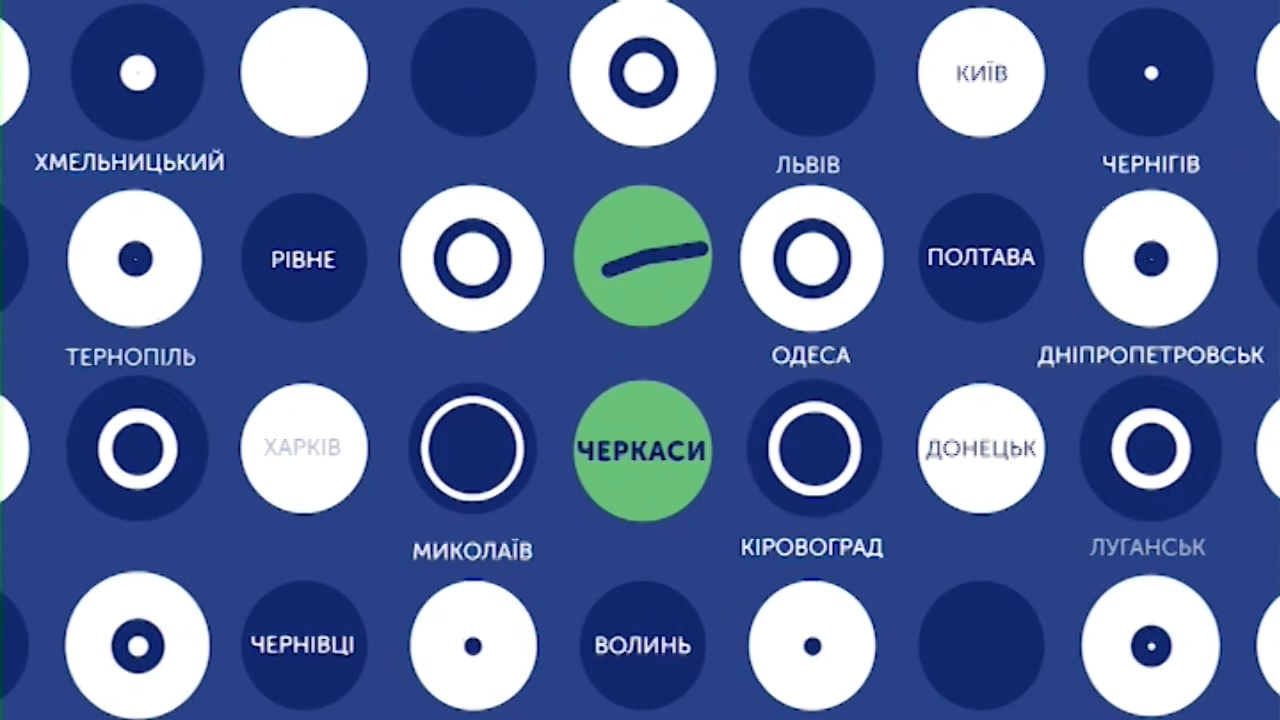 КИЇВ
ХМЕЛЬНИЦЬКИЙ
ЛЬВІВ
ЧЕРНІГІВ
РІВНЕ
ПОЛТАВА
ТЕРНОПІЛЬ
ОДЕСА
ДНІПРОПЕТРОВСЬК
ХАРКІВ
ЧЕРКАСИ
ДОНЕЦЬК
МИКОЛАЇВ
КІРОВОГРАД
ЛУГАНСЬК
ЧЕРНІВЦІ
ВОЛИНЬ